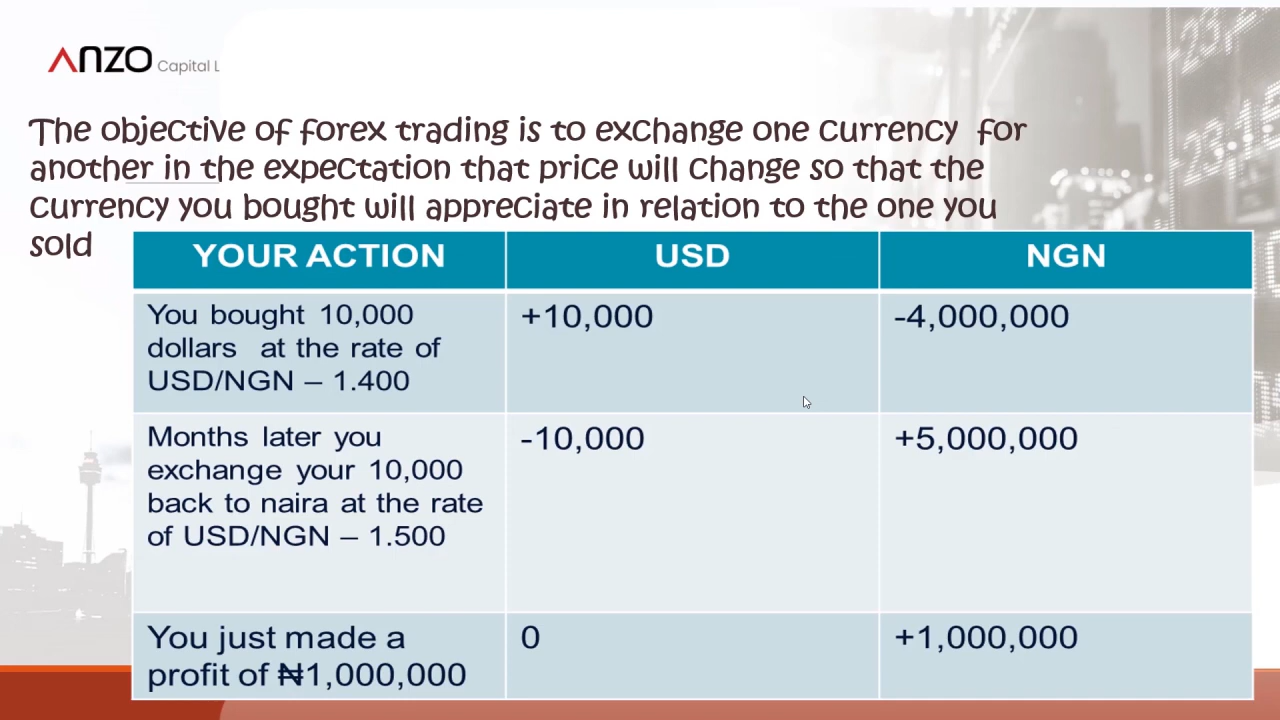 ANZO Capital L
The objective of forex trading is to exchange one currency for
another in the expectation that price will change so that the
currency you bought will appreciate in relation to the one you
sold
YOUR ACTION USD NGN
You bought 10,000
dollars at the rate of
USD/NGN – 1.400
+10,000
-4,000,000
Months later you
exchange your 10,000
back to naira at the rate
of USD/NGN – 1.500
-10,000
+5,000,000
You just made a
profit of ₦1,000,000
0
+1,000,000